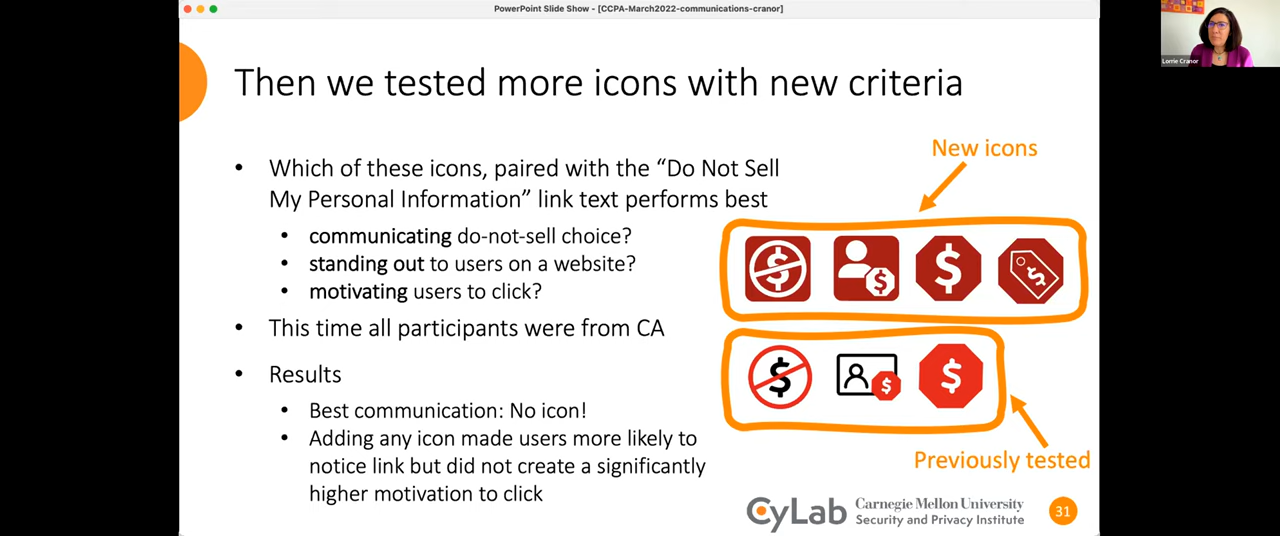 PowerPoint Slide Show - [CCPA-March2022-communications-cranor]
Lorrie Cranor
Then we tested more icons with new criteria
• Which of these icons, paired with the “Do Not Sell
My Personal Information” link text performs best
• communicating do-not-sell choice?
• standing out to users on a website?
• motivating users to click?
• This time all participants were from CA
• Results
• Best communication: No icon!
• Adding any icon made users more likely to
notice link but did not create a significantly
higher motivation to click
New icons
$ $ $ $
$ $ $
Previously tested
CyLab
Carnegie Mellon University
Security and Privacy Institute
31